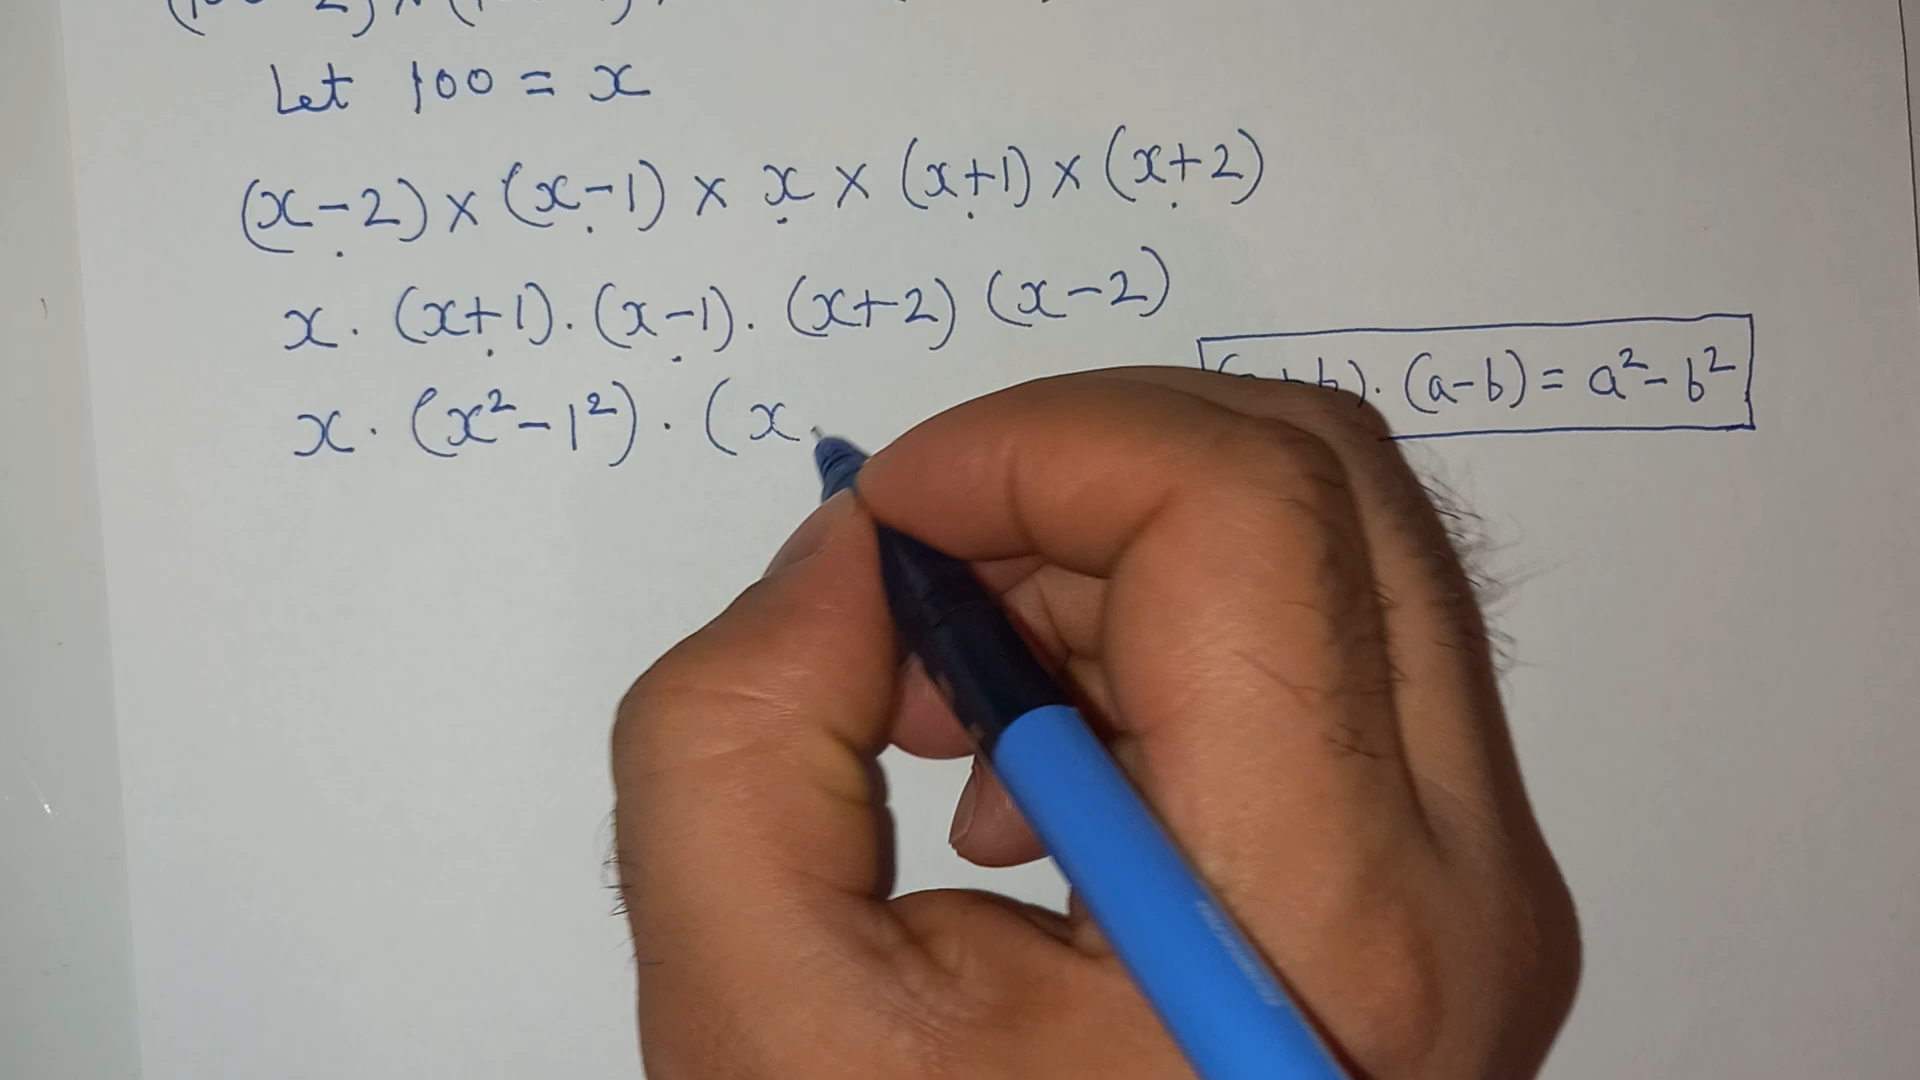 Let 100 = x
(x-2) × (x-1) × x × (x+1) × (x+2)
x . (x+1) . (x-1) . (x+2) (x-2)
b) . (a-b) = a² - b²
x . (x² - 1²) . (x